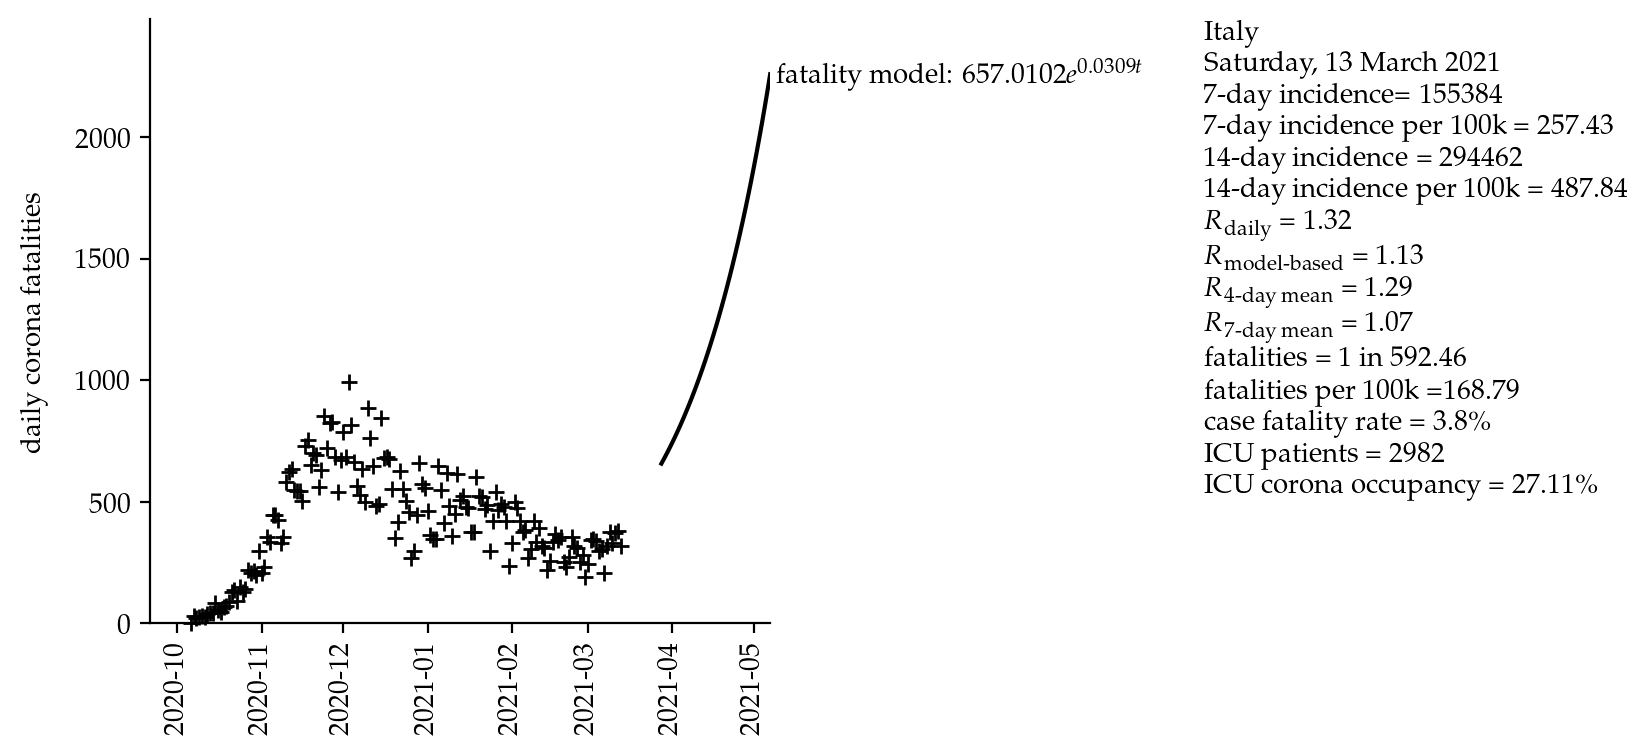 daily corona fatalities
2000
1500
1000
500
0
2020-10
2020-11
2020-12
2021-01
2021-02
2021-03
2021-04
2021-05
fatality model: 657.0102e^0.0309t
Italy
Saturday, 13 March 2021
7-day incidence= 155384
7-day incidence per 100k = 257.43
14-day incidence = 294462
14-day incidence per 100k = 487.84
R_daily = 1.32
R_model-based = 1.13
R_4-day mean = 1.29
R_7-day mean = 1.07
fatalities = 1 in 592.46
fatalities per 100k =168.79
case fatality rate = 3.8%
ICU patients = 2982
ICU corona occupancy = 27.11%